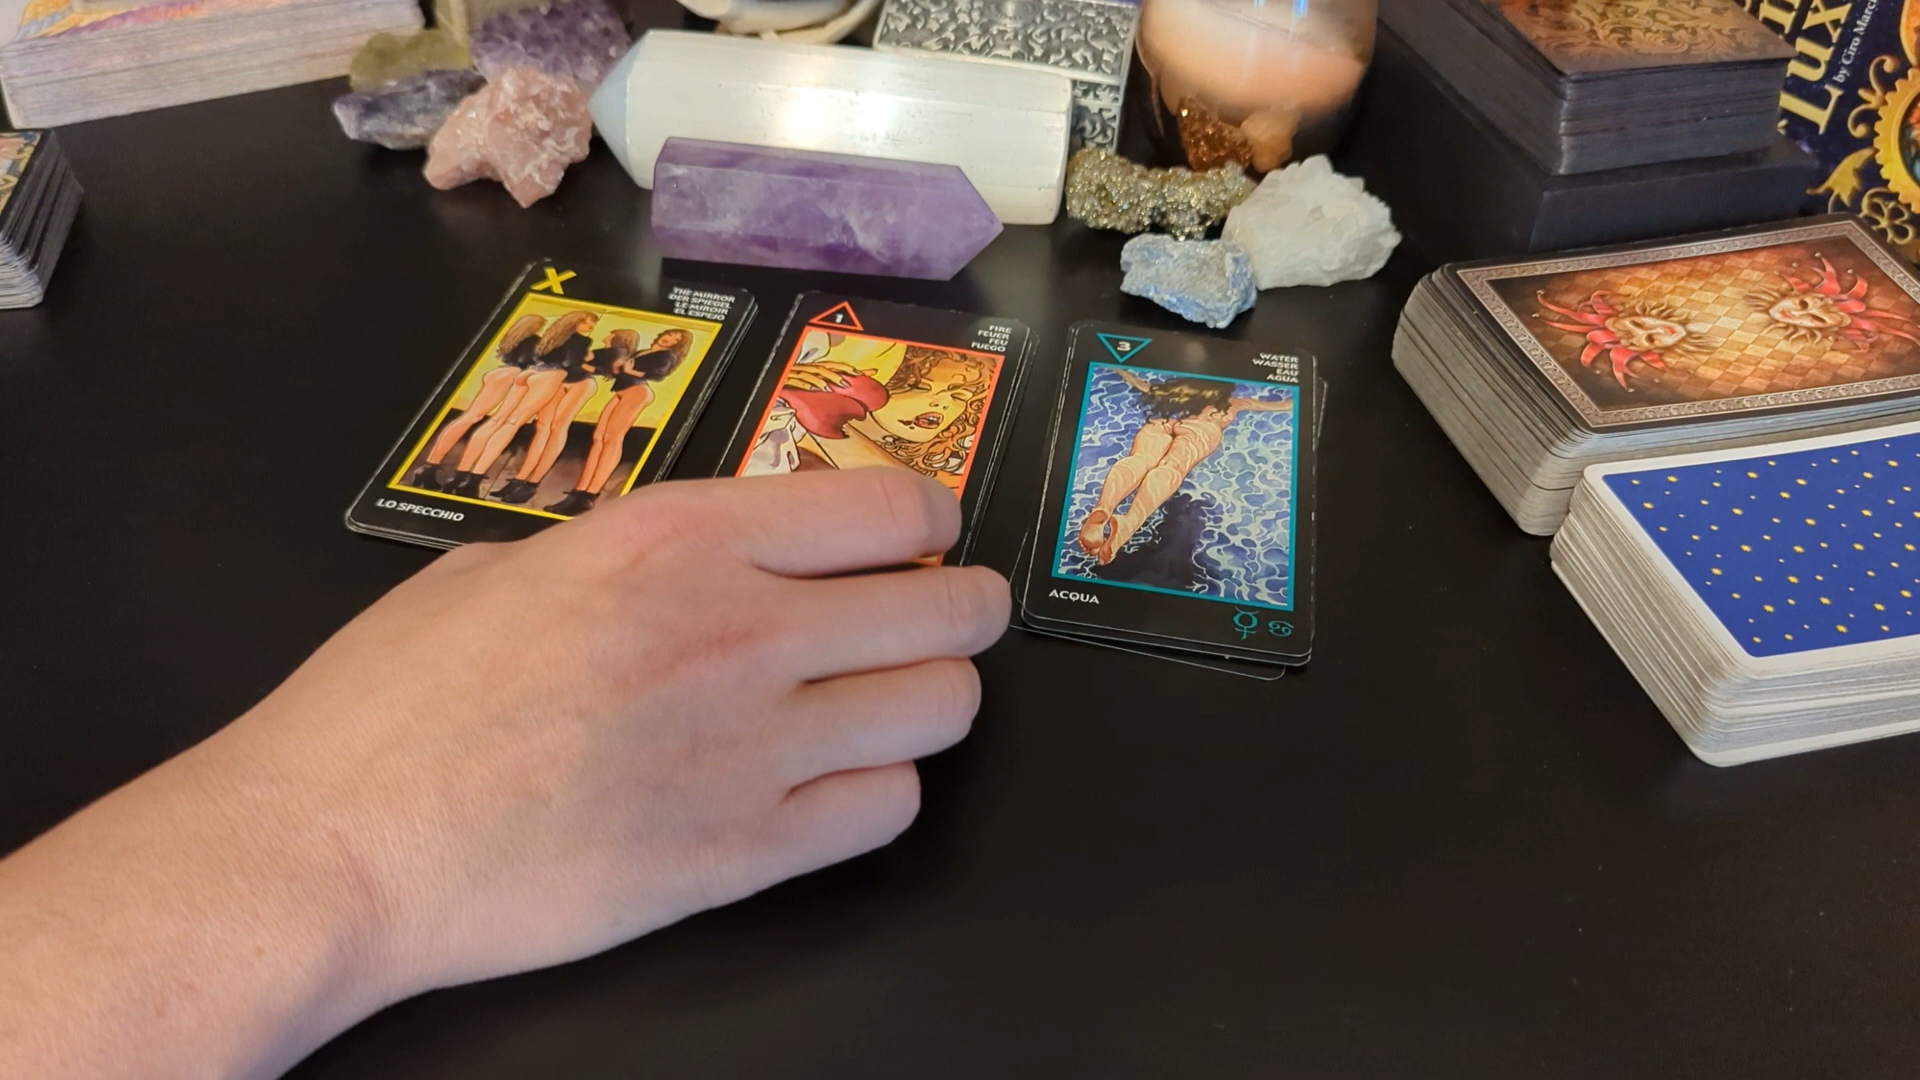 Lux
by Ciro Marc
X
THE MIRROR
DER SPIEGEL
LE MIROIR
EL ESPEJO
LO SPECCHIO
1
FIRE
FEUER
FEU
FUEGO
3
WATER
WASSER
EAU
AGUA
ACQUA